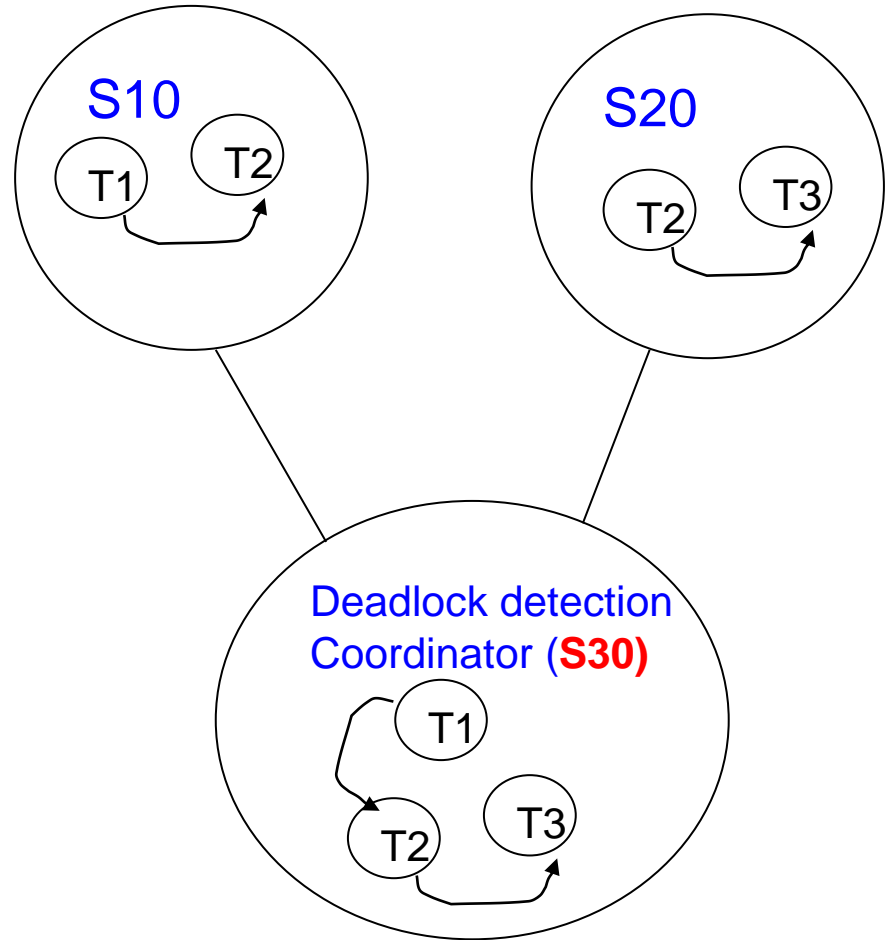 S10
T1
T2
S20
T2
T3
Deadlock detection
Coordinator (S30)
T1
T2
T3